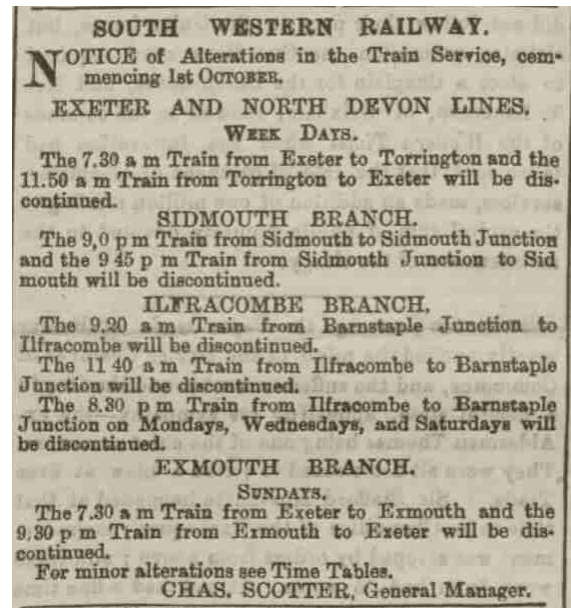 SOUTH WESTERN RAILWAY.
NOTICE of Alterations in the Train Service, com-
mencing 1st OCTOBER.
EXETER AND NORTH DEVON LINES.
WEEK DAYS.
The 7.30 a m Train from Exeter to Torrington and the
11.50 a m Train from Torrington to Exeter will be dis-
continued.
SIDMOUTH BRANCH.
The 9,0 p m Train from Sidmouth to Sidmouth Junction
and the 9 45 p m Train from Sidmouth Junction to Sid
mouth will be discontinued.
ILFRACOMBE BRANCH.
The 9.20 a m Train from Barnstaple Junction to
Ilfracombe will be discontinued.
The 11 40 a m Train from Ilfracombe to Barnstaple
Junction will be discontinued.
The 8.30 p m Train from Ilfracombe to Barnstaple
Junction on Mondays, Wednesdays, and Saturdays will
be discontinued.
EXMOUTH BRANCH.
SUNDAYS.
The 7.30 a m Train from Exeter to Exmouth and the
9,30 p m Train from Exmouth to Exeter will be dis-
continued.
For minor alterations see Time Tables.
CHAS. SCOTTER, General Manager.